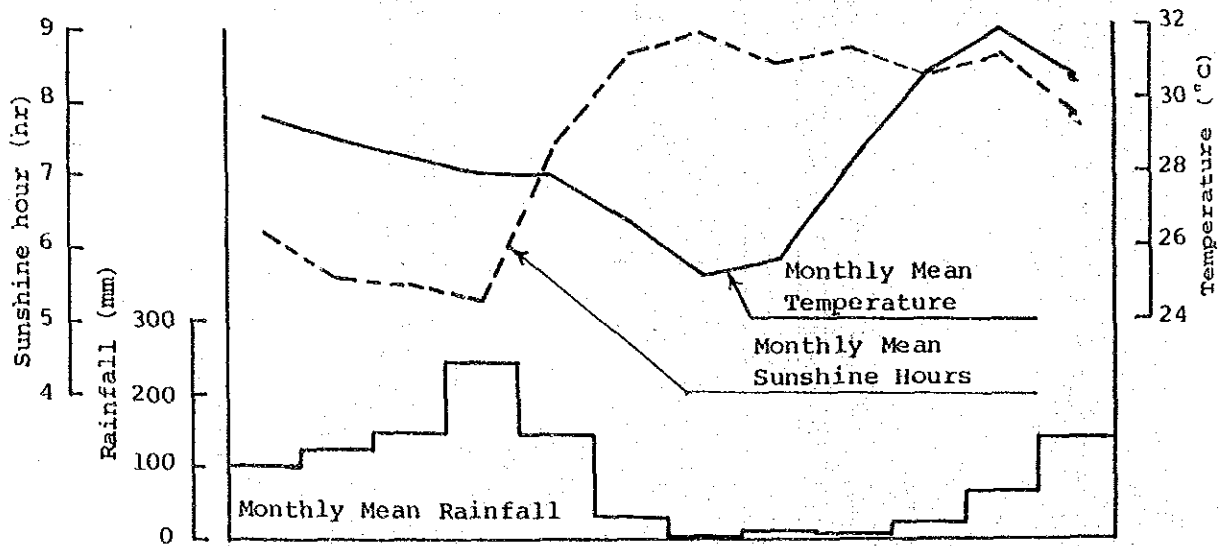 Sunshine hour (hr)
9
8
7
6
5
4
Rainfall (mm)
300
200
100
0
Monthly Mean
Temperature
Monthly Mean
Sunshine Hours
Monthly Mean Rainfall
32
30
28
26
24
Temperature (°C)